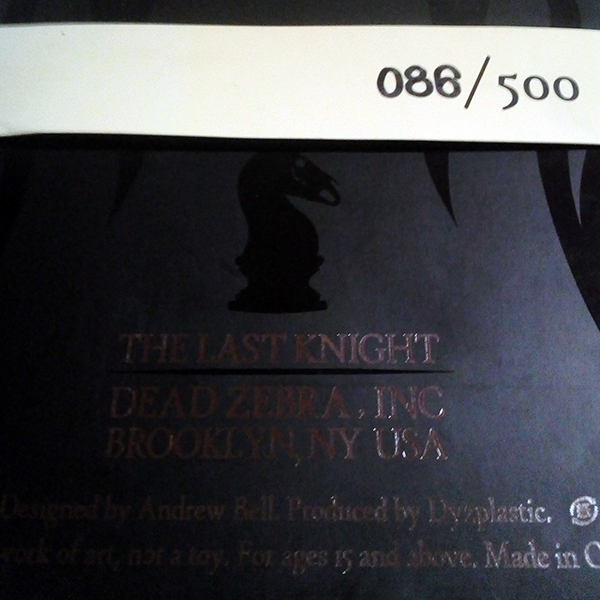 086/500
THE LAST KNIGHT
DEAD ZEBRA, INC
BROOKLYN, NY USA
Designed by Andrew Bell. Produced by Dyzplastic.
work of art, not a toy. For ages 15 and above. Made in C